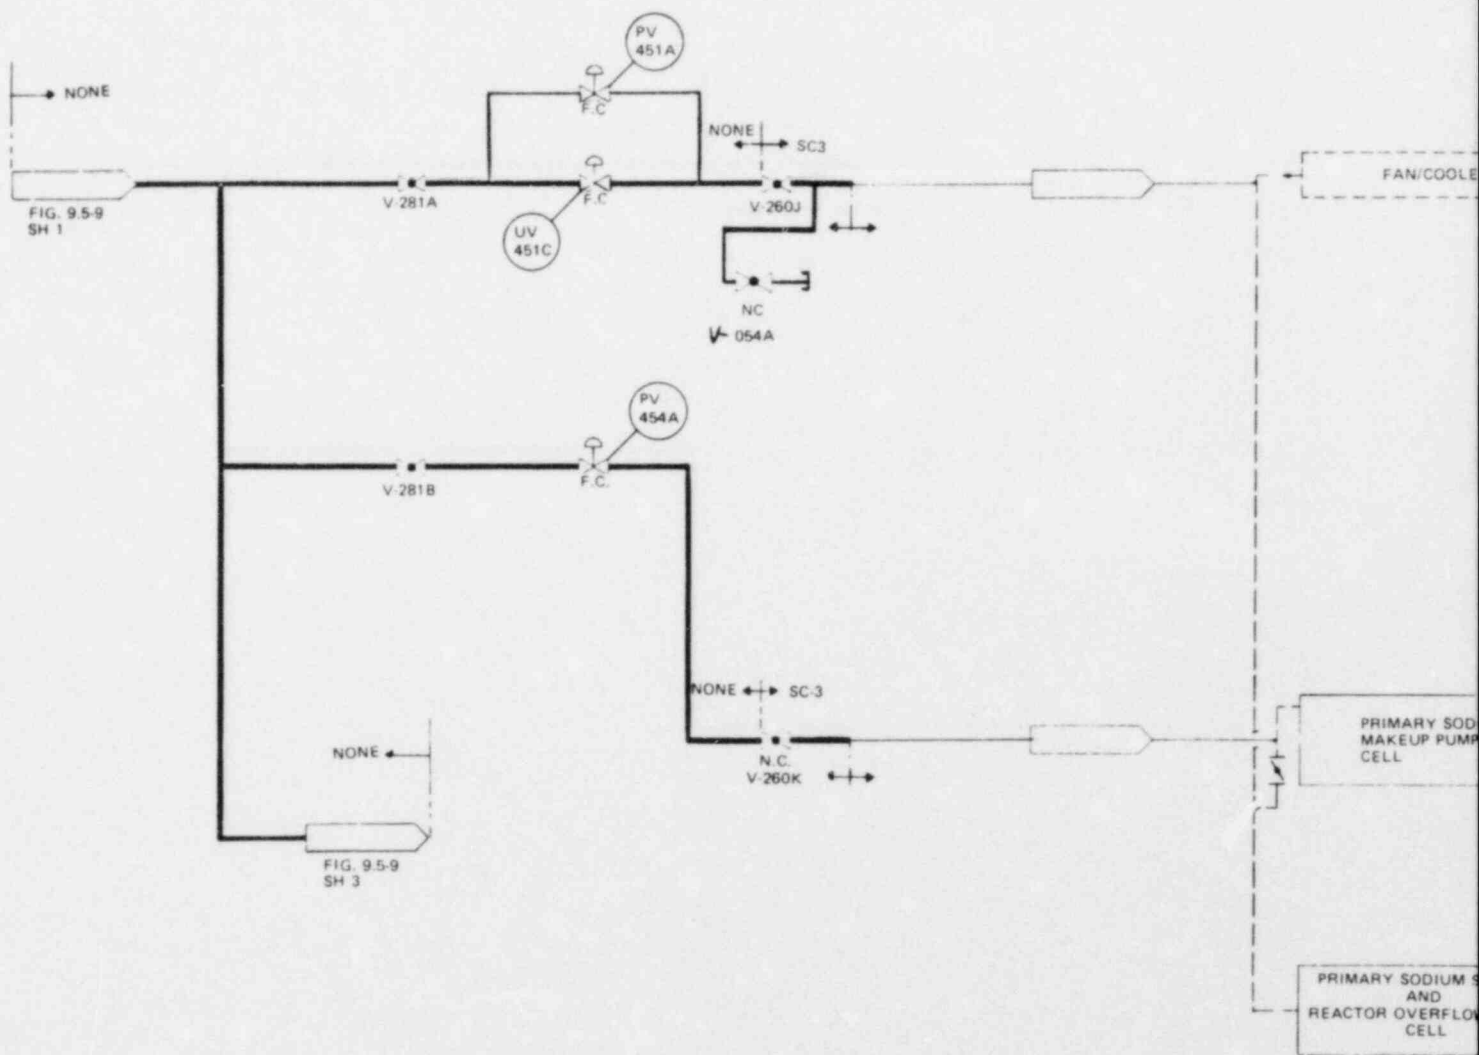 PV
451A
NONE
F.C
NONE
SC3
FAN/COOLE
FIG. 9.5-9
SH 1
V-281A
F.C
V-260J
UV
451C
NC
V- 054A
PV
454A
V-281B
F.C.
NONE
SC-3
PRIMARY SOD
MAKEUP PUMP
CELL
NONE
N.C.
V-260K
FIG. 9.5-9
SH 3
PRIMARY SODIUM S
AND
REACTOR OVERFLOW
CELL